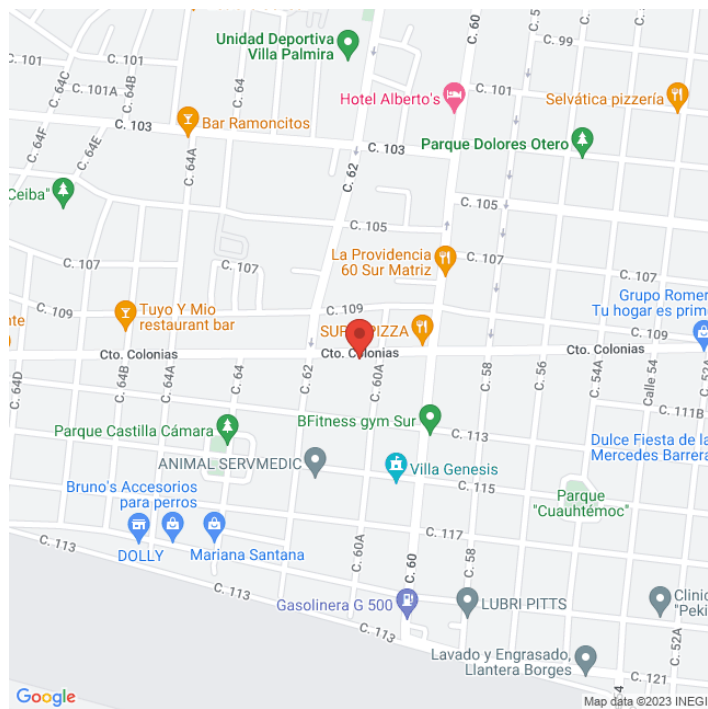 Unidad Deportiva
Villa Palmira
C. 60
C. 99
C. 101
C. 101
C. 64C
C. 64B
C. 101A
C. 64
Hotel Alberto's
C. 101
Selvática pizzería
C. 64F
C. 64E
C. 103
Bar Ramoncitos
C. 103
Parque Dolores Otero
C. 64A
C. 62
Ceiba"
C. 105
C. 105
La Providencia
60 Sur Matriz
C. 107
C. 107
C. 107
C. 107
C. 109
Tuyo Y Mio
restaurant bar
C. 109
C. 109
Grupo Romer
Tu hogar es prime
nte
Cto. Colonias
Cto. Colonias
Cto. Colonias
C. 64D
C. 64B
C. 64A
C. 64
C. 62
C. 60A
C. 58
C. 56
C. 54A
Calle 54
C. 52A
C. 111B
Parque Castilla Cámara
BFitness gym Sur
C. 113
ANIMAL SERVMEDIC
Villa Genesis
Dulce Fiesta de la
Mercedes Barrera
C. 115
Bruno's Accesorios
para perros
Parque
"Cuauhtémoc"
DOLLY
Mariana Santana
C. 117
C. 113
C. 60A
C. 60
C. 58
C. 113
Gasolinera G 500
LUBRI PITTS
Clinic
"Peki
C. 113
Lavado y Engrasado,
Llantera Borges
C. 52A
C. 121
54
Google
Map data ©2023 INEGI